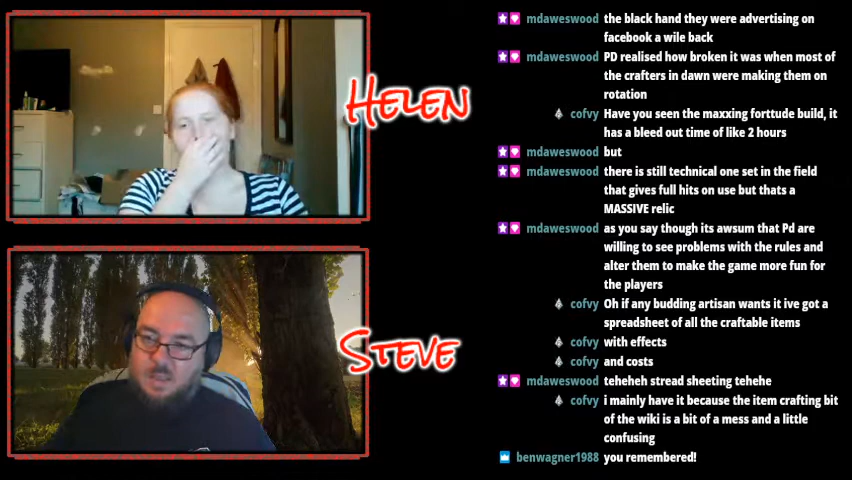 HELEN
STEVE
mdaweswood the black hand they were advertising on
facebook a wile back
mdaweswood PD realised how broken it was when most of
the crafters in dawn were making them on
rotation
cofvy Have you seen the maxxing forttude build, it
has a bleed out time of like 2 hours
mdaweswood but
mdaweswood there is still technical one set in the field
that gives full hits on use but thats a
MASSIVE relic
mdaweswood as you say though its awsum that Pd are
willing to see problems with the rules and
alter them to make the game more fun for
the players
cofvy Oh if any budding artisan wants it ive got a
spreadsheet of all the craftable items
cofvy with effects
cofvy and costs
mdaweswood teheheh stread sheeting tehehe
cofvy i mainly have it because the item crafting bit
of the wiki is a bit of a mess and a little
confusing
benwagner1988 you remembered!